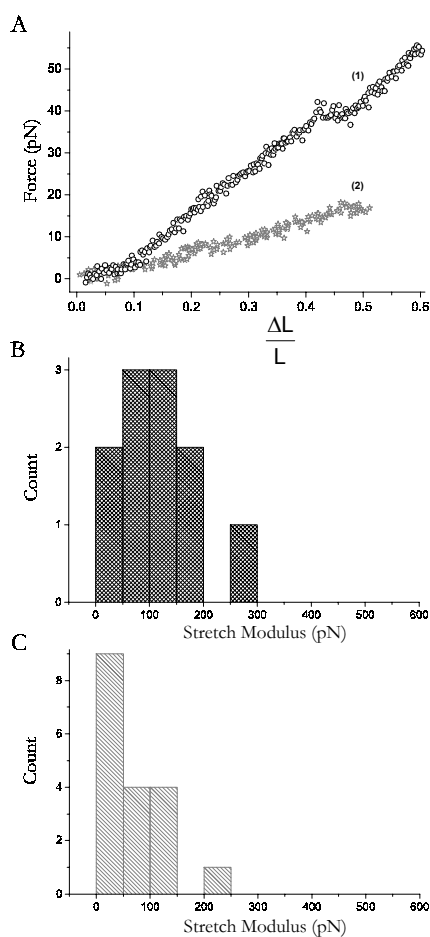 A
Force (pN)
50
40
30
20
10
0
(1)
(2)
0.0 0.1 0.2 0.3 0.4 0.5 0.6
ΔL
L
B
Count
3
2
1
0
0 100 200 300 400 500 600
Stretch Modulus (pN)
C
Count
8
6
4
2
0
0 100 200 300 400 500 600
Stretch Modulus (pN)